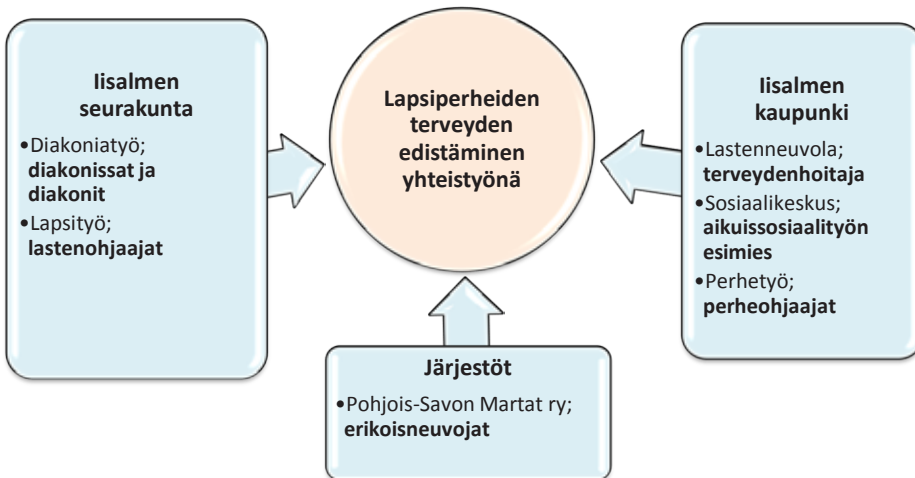 Iisalmen
seurakunta
•Diakoniatyö;
diakonissat ja
diakonit
•Lapsityö;
lastenohjaajat
Lapsiperheiden
terveyden
edistäminen
yhteistyönä
Iisalmen
kaupunki
•Lastenneuvola;
terveydenhoitaja
•Sosiaalikeskus;
aikuissosiaalityön
esimies
•Perhetyö;
perheohjaajat
Järjestöt
•Pohjois-Savon Martat ry;
erikoisneuvojat